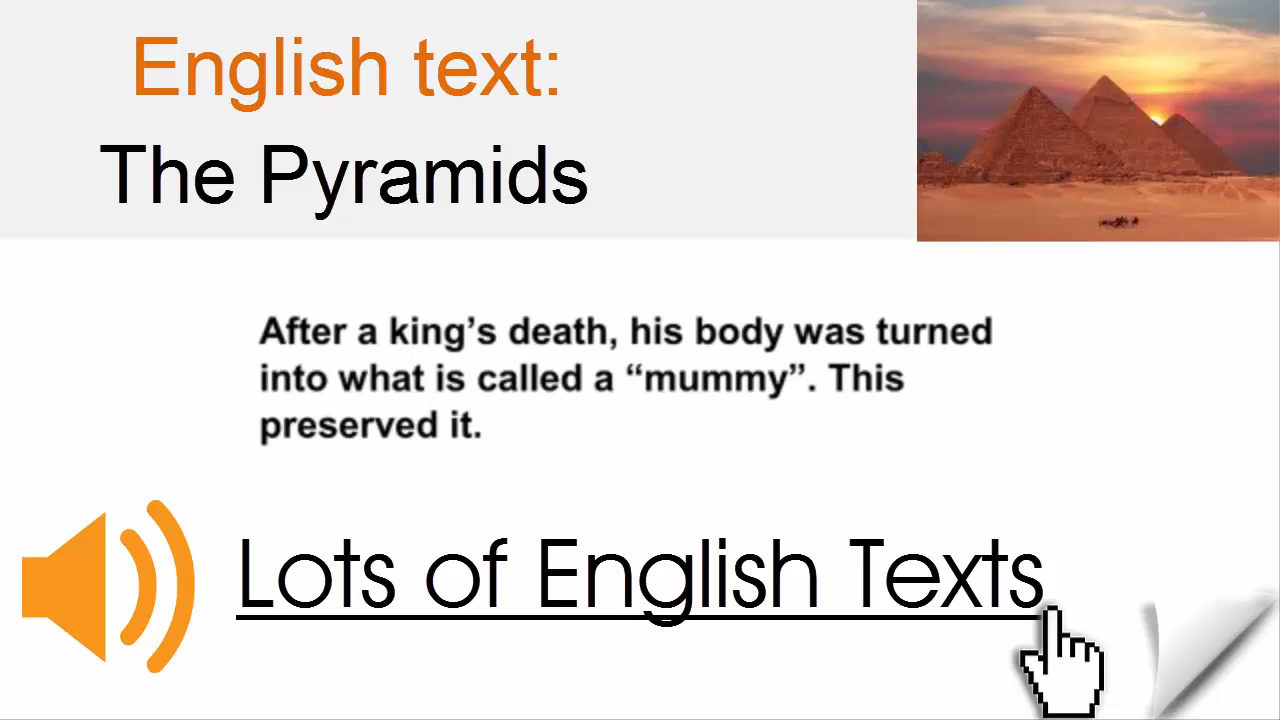 English text:
The Pyramids
After a king’s death, his body was turned
into what is called a “mummy”. This
preserved it.
Lots of English Texts